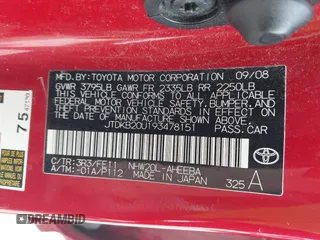 MFD. BY: TOYOTA MOTOR CORPORATION 09/08
GVWR 3795LB GAWR FR 2335LB RR 2250LB
THIS VEHICLE CONFORMS TO ALL APPLICABLE
FEDERAL MOTOR VEHICLE SAFETY, BUMPER, AND
THEFT PREVENTION STANDARDS IN EFFECT ON
THE DATE OF MANUFACTURE SHOWN ABOVE.
JTDKB20U193478151 PASS. CAR
C/TR: 3R3/FE11 NHW20L-AHEEBA
A/TM: -01A/P112 MADE IN JAPAN
325 A
TOYOTA
75
DREAMBID